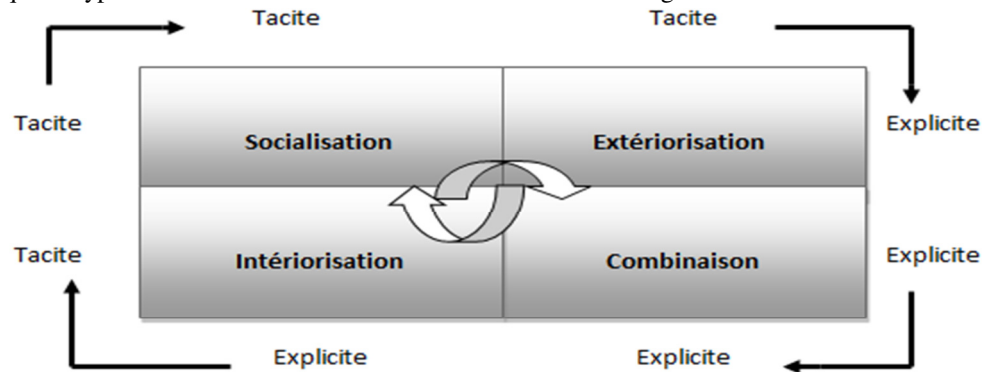 Tacite Tacite
Tacite Explicite
Socialisation Extériorisation
Tacite Explicite
Intériorisation Combinaison
Explicite Explicite